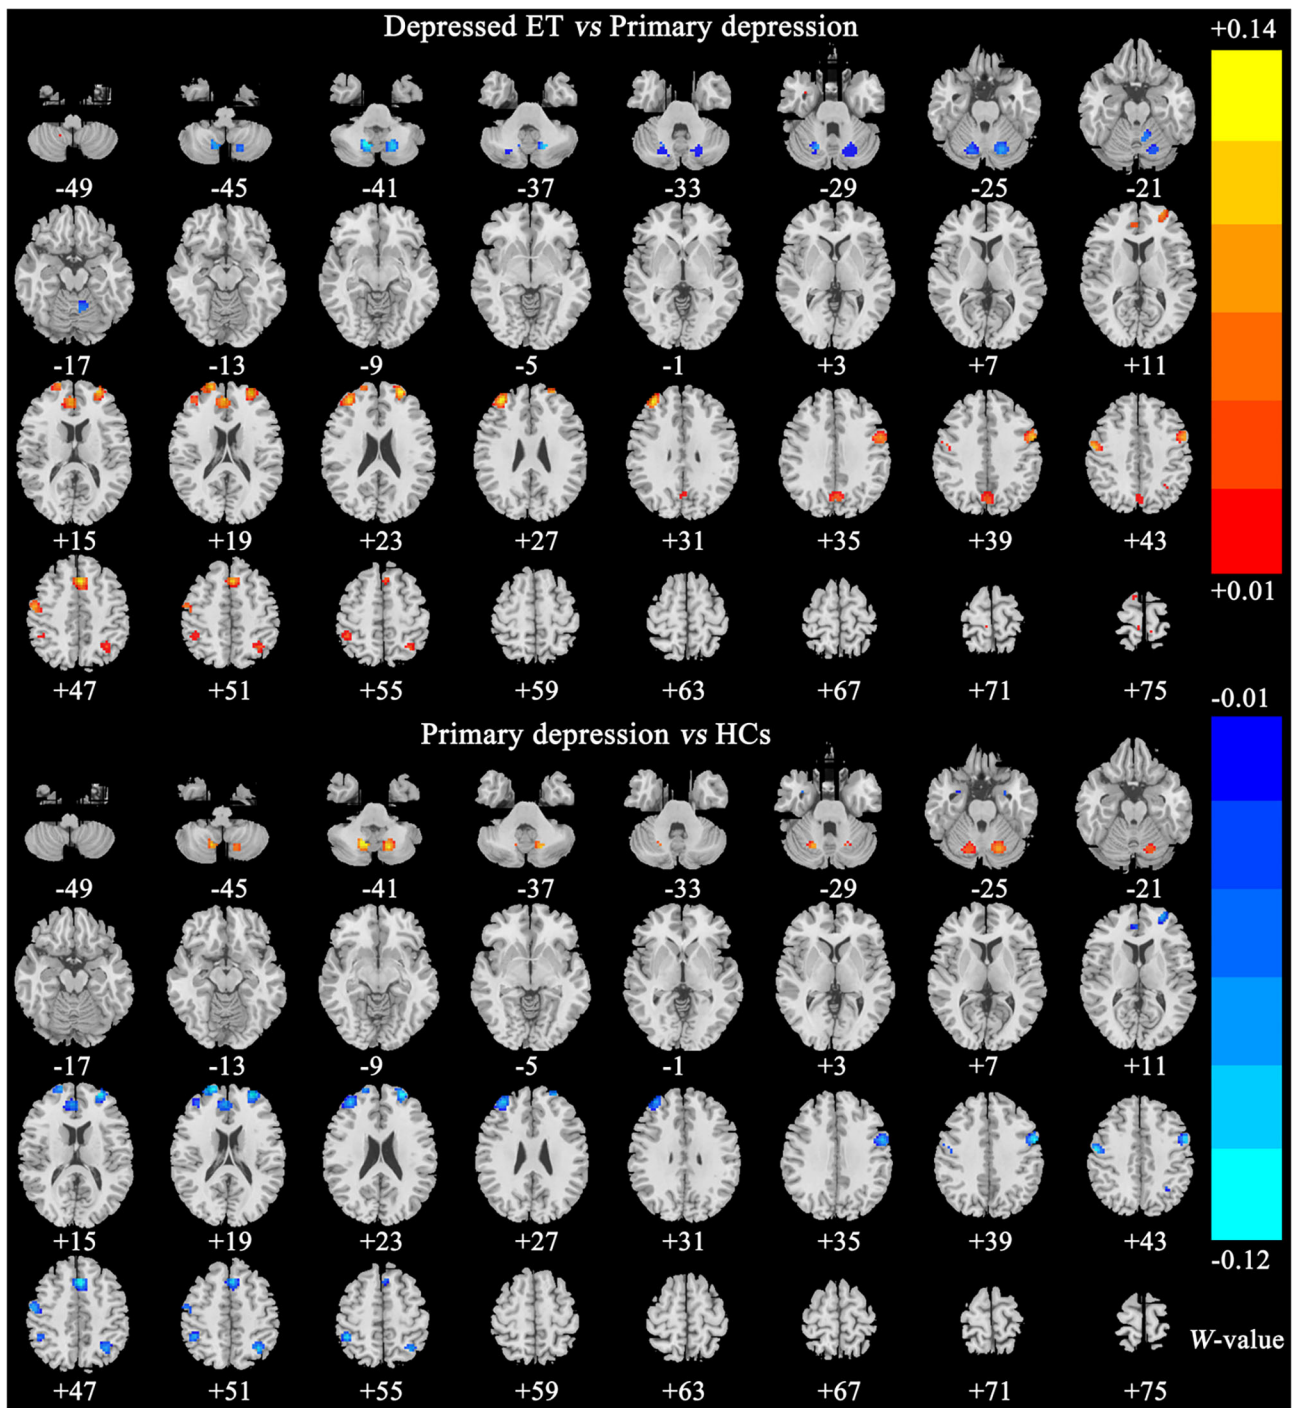 Depressed ET vs Primary depression
+0.14
-49 -45 -41 -37 -33 -29 -25 -21
-17 -13 -9 -5 -1 +3 +7 +11
+15 +19 +23 +27 +31 +35 +39 +43
+0.01
+47 +51 +55 +59 +63 +67 +71 +75
-0.01
Primary depression vs HCs
-49 -45 -41 -37 -33 -29 -25 -21
-17 -13 -9 -5 -1 +3 +7 +11
+15 +19 +23 +27 +31 +35 +39 +43
-0.12
W-value
+47 +51 +55 +59 +63 +67 +71 +75